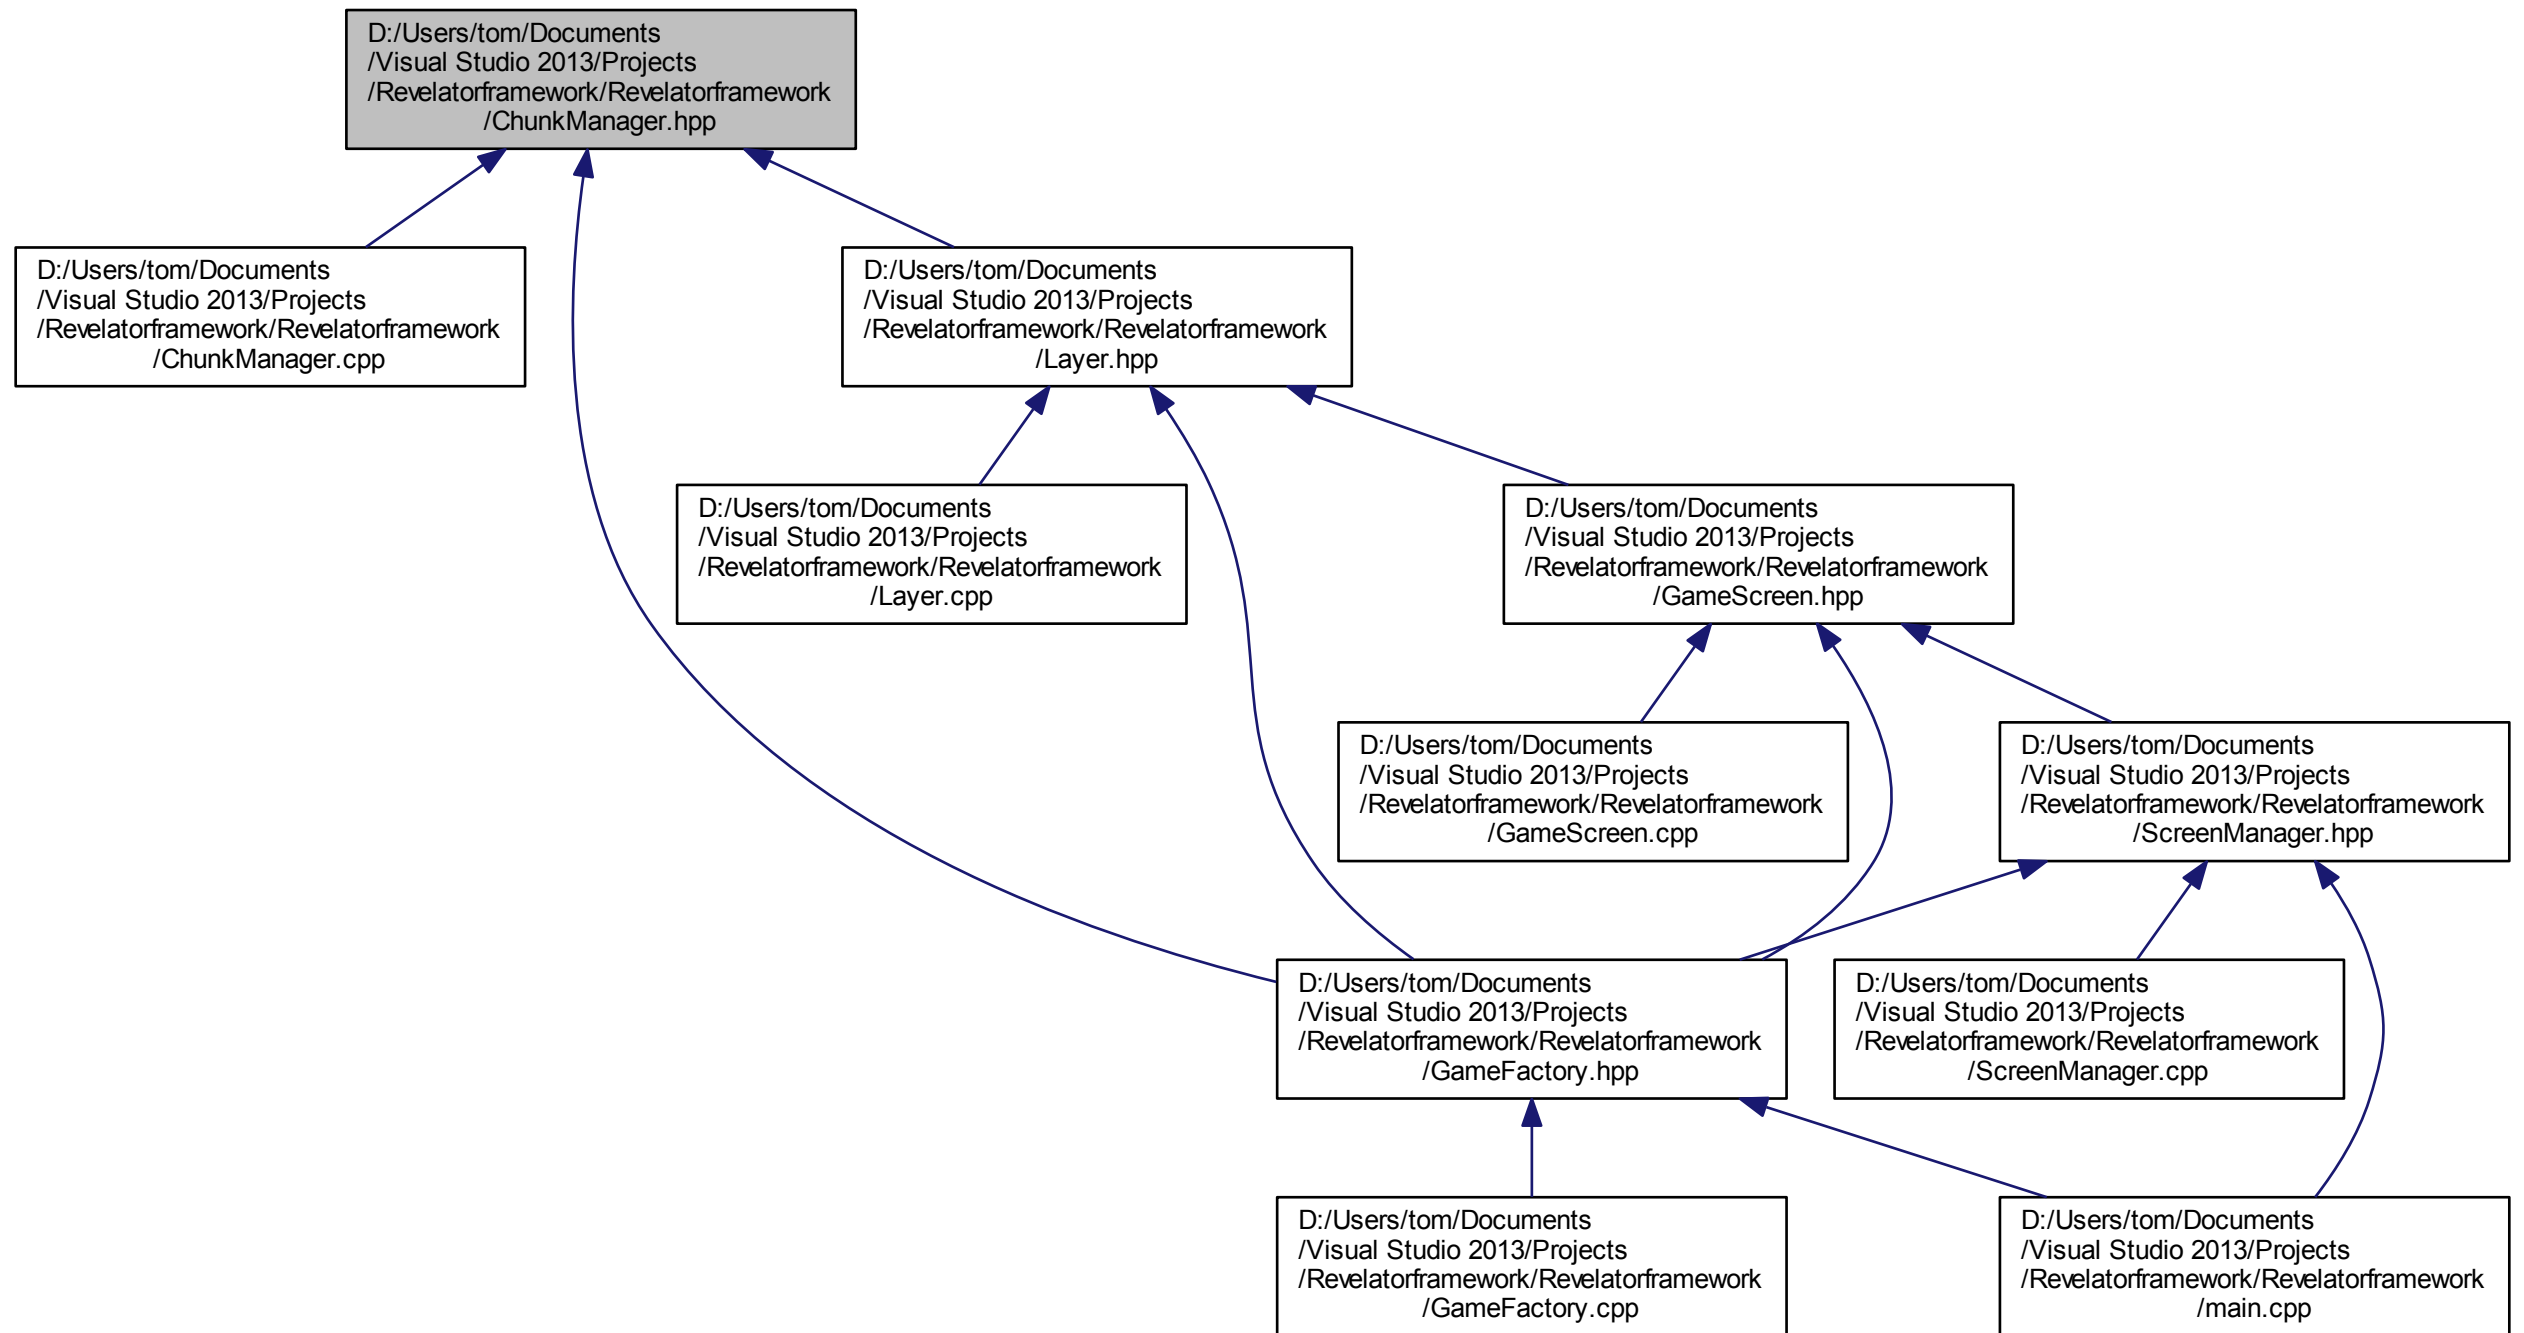 D:/Users/tom/Documents
/Visual Studio 2013/Projects
/Revelatorframework/Revelatorframework
/ChunkManager.hpp
D:/Users/tom/Documents
/Visual Studio 2013/Projects
/Revelatorframework/Revelatorframework
/ChunkManager.cpp
D:/Users/tom/Documents
/Visual Studio 2013/Projects
/Revelatorframework/Revelatorframework
/Layer.hpp
D:/Users/tom/Documents
/Visual Studio 2013/Projects
/Revelatorframework/Revelatorframework
/Layer.cpp
D:/Users/tom/Documents
/Visual Studio 2013/Projects
/Revelatorframework/Revelatorframework
/GameScreen.hpp
D:/Users/tom/Documents
/Visual Studio 2013/Projects
/Revelatorframework/Revelatorframework
/GameScreen.cpp
D:/Users/tom/Documents
/Visual Studio 2013/Projects
/Revelatorframework/Revelatorframework
/ScreenManager.hpp
D:/Users/tom/Documents
/Visual Studio 2013/Projects
/Revelatorframework/Revelatorframework
/GameFactory.hpp
D:/Users/tom/Documents
/Visual Studio 2013/Projects
/Revelatorframework/Revelatorframework
/ScreenManager.cpp
D:/Users/tom/Documents
/Visual Studio 2013/Projects
/Revelatorframework/Revelatorframework
/GameFactory.cpp
D:/Users/tom/Documents
/Visual Studio 2013/Projects
/Revelatorframework/Revelatorframework
/main.cpp